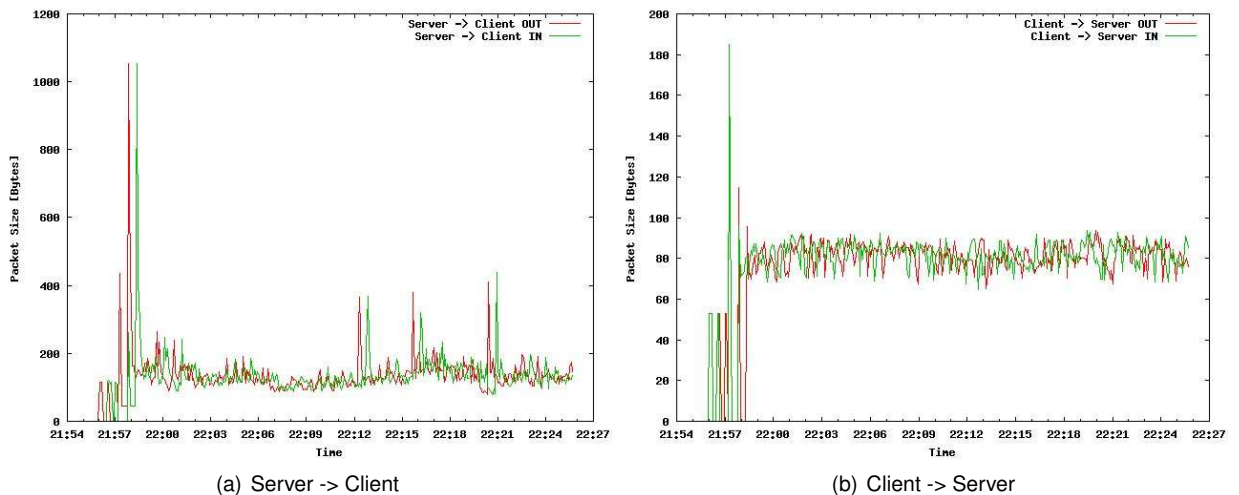 Server -> Client OUT
Server -> Client IN
1200
1000
800
600
400
200
0
Packet Size [Bytes]
21:54 21:57 22:00 22:03 22:06 22:09 22:12 22:15 22:18 22:21 22:24 22:27
Time
(a) Server -> Client
Client -> Server OUT
Client -> Server IN
200
180
160
140
120
100
80
60
40
20
0
Packet Size [Bytes]
21:54 21:57 22:00 22:03 22:06 22:09 22:12 22:15 22:18 22:21 22:24 22:27
Time
(b) Client -> Server